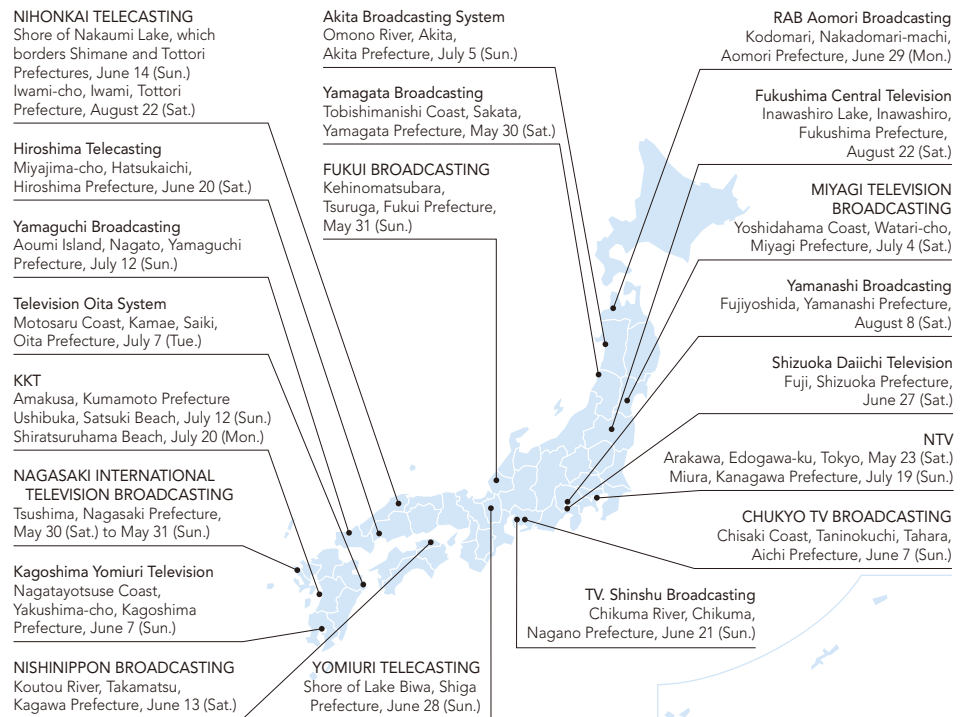 NIHONKAI TELECASTING
Shore of Nakaumi Lake, which
borders Shimane and Tottori
Prefectures, June 14 (Sun.)
Iwami-cho, Iwami, Tottori
Prefecture, August 22 (Sat.)
Hiroshima Telecasting
Miyajima-cho, Hatsukaichi,
Hiroshima Prefecture, June 20 (Sat.)
Yamaguchi Broadcasting
Aoumi Island, Nagato, Yamaguchi
Prefecture, July 12 (Sun.)
Television Oita System
Motosaru Coast, Kamae, Saiki,
Oita Prefecture, July 7 (Tue.)
KKT
Amakusa, Kumamoto Prefecture
Ushibuka, Satsuki Beach, July 12 (Sun.)
Shiratsuruhama Beach, July 20 (Mon.)
NAGASAKI INTERNATIONAL
TELEVISION BROADCASTING
Tsushima, Nagasaki Prefecture,
May 30 (Sat.) to May 31 (Sun.)
Kagoshima Yomiuri Television
Nagatayotsuse Coast,
Yakushima-cho, Kagoshima
Prefecture, June 7 (Sun.)
NISHINIPPON BROADCASTING
Koutou River, Takamatsu,
Kagawa Prefecture, June 13 (Sat.)
Akita Broadcasting System
Omono River, Akita,
Akita Prefecture, July 5 (Sun.)
Yamagata Broadcasting
Tobishimanishi Coast, Sakata,
Yamagata Prefecture, May 30 (Sat.)
FUKUI BROADCASTING
Kehinomatsubara,
Tsuruga, Fukui Prefecture,
May 31 (Sun.)
YOMIURI TELECASTING
Shore of Lake Biwa, Shiga
Prefecture, June 28 (Sun.)
RAB Aomori Broadcasting
Kodomari, Nakadomari-machi,
Aomori Prefecture, June 29 (Mon.)
Fukushima Central Television
Inawashiro Lake, Inawashiro,
Fukushima Prefecture,
August 22 (Sat.)
MIYAGI TELEVISION
BROADCASTING
Yoshidahama Coast, Watari-cho,
Miyagi Prefecture, July 4 (Sat.)
Yamanashi Broadcasting
Fujiyoshida, Yamanashi Prefecture,
August 8 (Sat.)
Shizuoka Daiichi Television
Fuji, Shizuoka Prefecture,
June 27 (Sat.)
NTV
Arakawa, Edogawa-ku, Tokyo, May 23 (Sat.)
Miura, Kanagawa Prefecture, July 19 (Sun.)
CHUKYO TV BROADCASTING
Chisaki Coast, Taninokuchi, Tahara,
Aichi Prefecture, June 7 (Sun.)
TV. Shinshu Broadcasting
Chikuma River, Chikuma,
Nagano Prefecture, June 21 (Sun.)